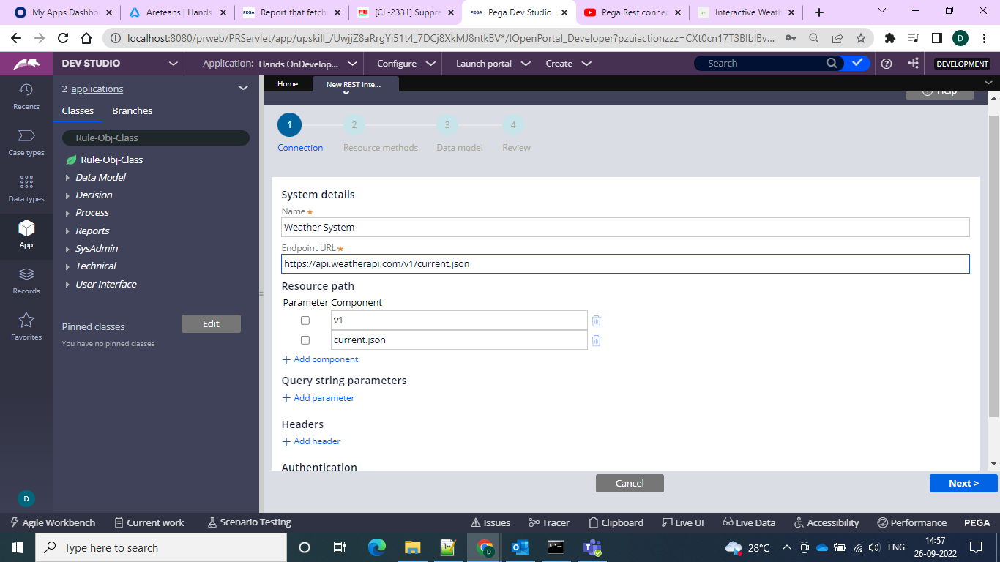 My Apps Dashbo
Areteans | Hands
Report that fetch
[CL-2331] Suppre
Pega Dev Studio
Pega Rest connec
Interactive Weath
localhost:8080/prweb/PRServlet/app/upskill_/UwjjZ8aRrgYi51t4_7DCj8XkMJ8ntkBV*/!OpenPortal_Developer?pzuiactionzzz=CXt0cn17T3BlblBv...
D
DEV STUDIO
Application: Hands OnDevelop...
Configure
Launch portal
Create
Search
DEVELOPMENT
2 applications
Home
New REST Inte...
Help
Recents
Classes
Branches
Case types
Rule-Obj-Class
Rule-Obj-Class
Data Model
Decision
Process
Reports
SysAdmin
Technical
User Interface
Data types
App
Records
Favorites
Pinned classes
Edit
You have no pinned classes
1
2
3
4
Connection
Resource methods
Data model
Review
System details
Name
Weather System
Endpoint URL
https://api.weatherapi.com/v1/current.json
Resource path
Parameter Component
v1
current.json
Add component
Query string parameters
Add parameter
Headers
Add header
Authentication
Cancel
Next >
D
Agile Workbench
Current work
Scenario Testing
Issues
Tracer
Clipboard
Live UI
Live Data
Accessibility
Performance
PEGA
Type here to search
28°C
ENG
14:57
26-09-2022